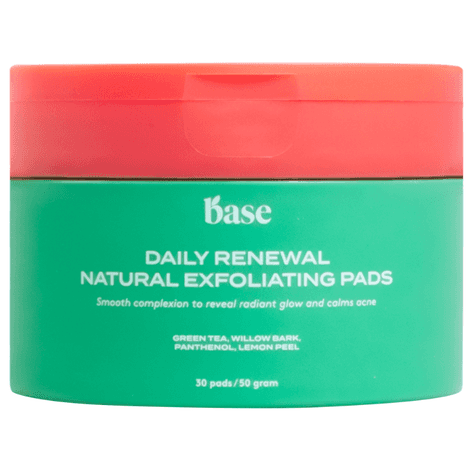 base
DAILY RENEWAL
NATURAL EXFOLIATING PADS
Smooth complexion to reveal radiant glow and calms acne
GREEN TEA, WILLOW BARK,
PANTHENOL, LEMON PEEL
30 pads/50 gram